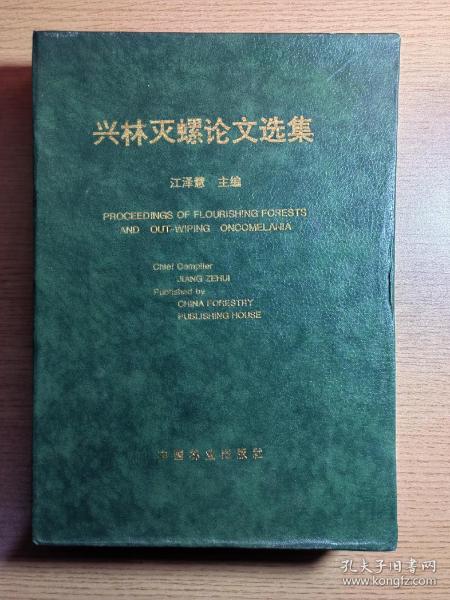 兴林灭螺论文选集
江泽慧 主编
PROCEEDINGS OF FLOURISHING FORESTS
AND OUT-WIPING ONCOMELANIA
Chief Compiler
JIANG ZEHUI
Published by
CHINA FORESTRY
PUBLISHING HOUSE
中国林业出版社
孔夫子旧书网
www.kongfz.com